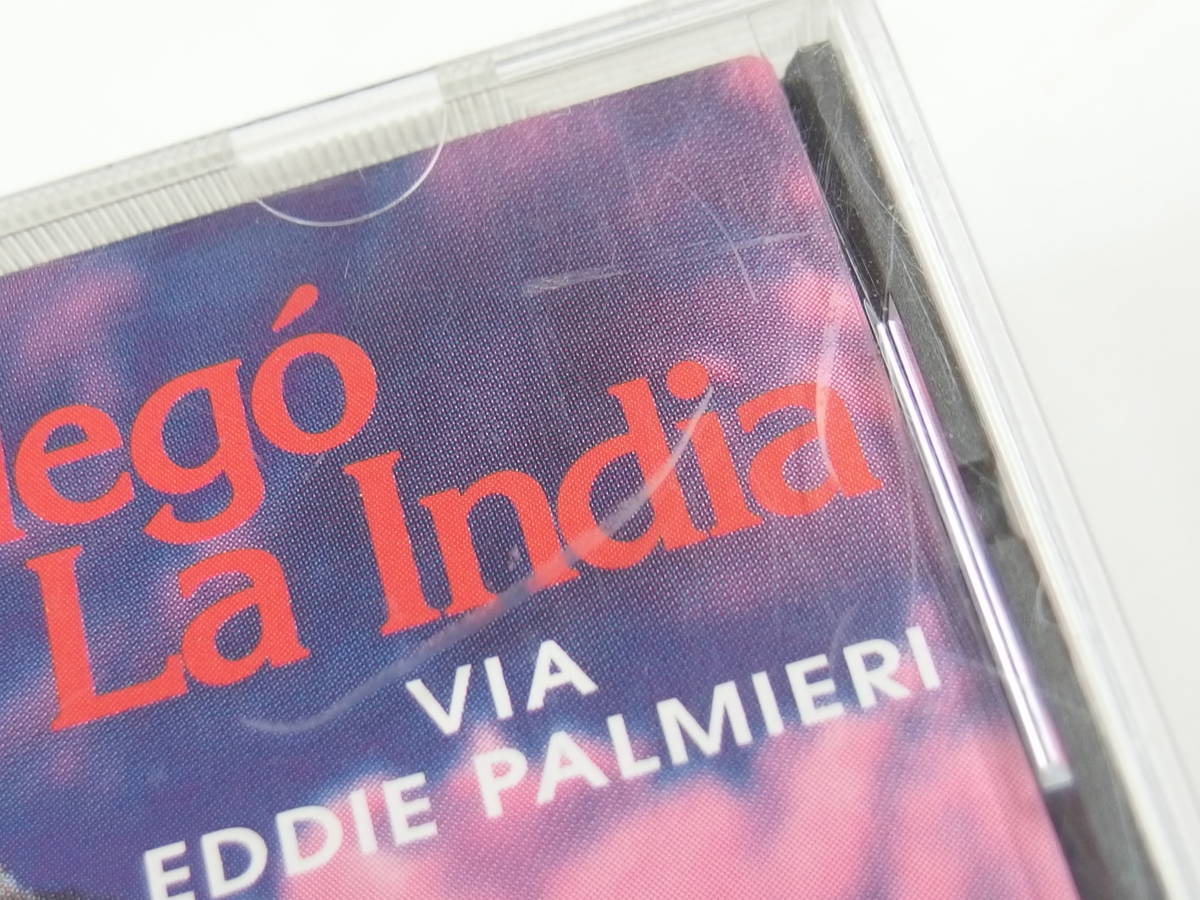 legó
La India
VIA
EDDIE PALMIERI